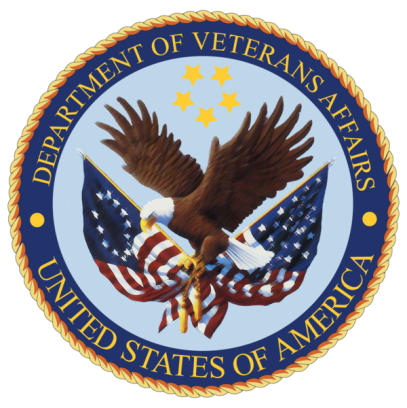 DEPARTMENT OF VETERANS AFFAIRS
UNITED STATES OF AMERICA